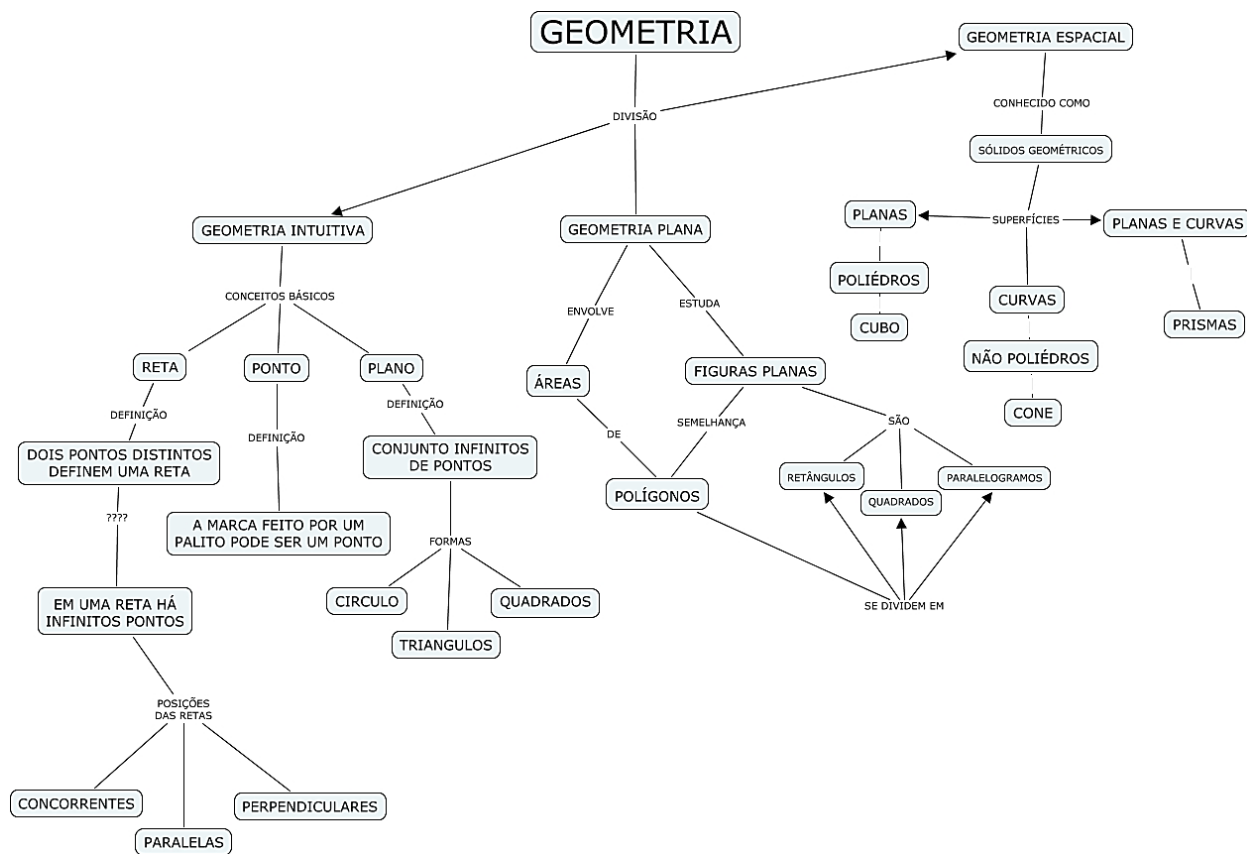 GEOMETRIA
GEOMETRIA ESPACIAL
CONHECIDO COMO
DIVISÃO
SÓLIDOS GEOMÉTRICOS
GEOMETRIA INTUITIVA
GEOMETRIA PLANA
PLANAS
SUPERFÍCIES
PLANAS E CURVAS
CONCEITOS BÁSICOS
ENVOLVE
ESTUDA
POLIÉDROS
CURVAS
CUBO
PRISMAS
NÃO POLIÉDROS
CONE
RETA
PONTO
PLANO
ÁREAS
FIGURAS PLANAS
DEFINIÇÃO
DEFINIÇÃO
DEFINIÇÃO
DE
SEMELHANÇA
SÃO
DOIS PONTOS DISTINTOS
DEFINEM UMA RETA
CONJUNTO INFINITOS
DE PONTOS
POLÍGONOS
RETÂNGULOS
QUADRADOS
PARALELOGRAMOS
????
A MARCA FEITO POR UM
PALITO PODE SER UM PONTO
FORMAS
EM UMA RETA HÁ
INFINITOS PONTOS
CIRCULO
TRIANGULOS
QUADRADOS
SE DIVIDEM EM
POSIÇÕES
DAS RETAS
CONCORRENTES
PARALELAS
PERPENDICULARES